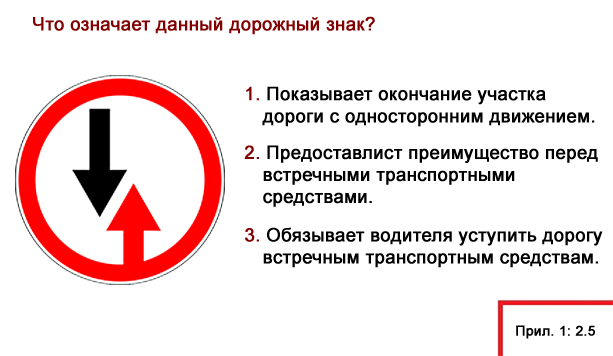 Что означает данный дорожный знак?
1. Показывает окончание участка
дороги с односторонним движением.
2. Предоставлист преимущество перед
встречными транспортными
средствами.
3. Обязывает водителя уступить дорогу
встречным транспортным средствам.
Прил. 1: 2.5